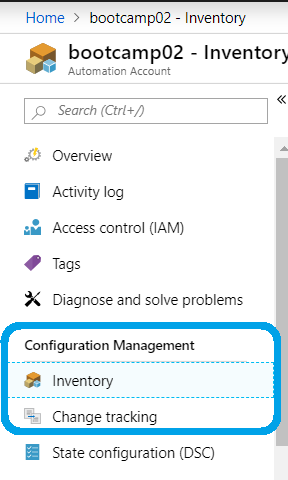 Home > bootcamp02 - Inventory
bootcamp02 - Inventory
Automation Account
Search (Ctrl+/)
«
Overview
Activity log
Access control (IAM)
Tags
Diagnose and solve problems
Configuration Management
Inventory
Change tracking
State configuration (DSC)